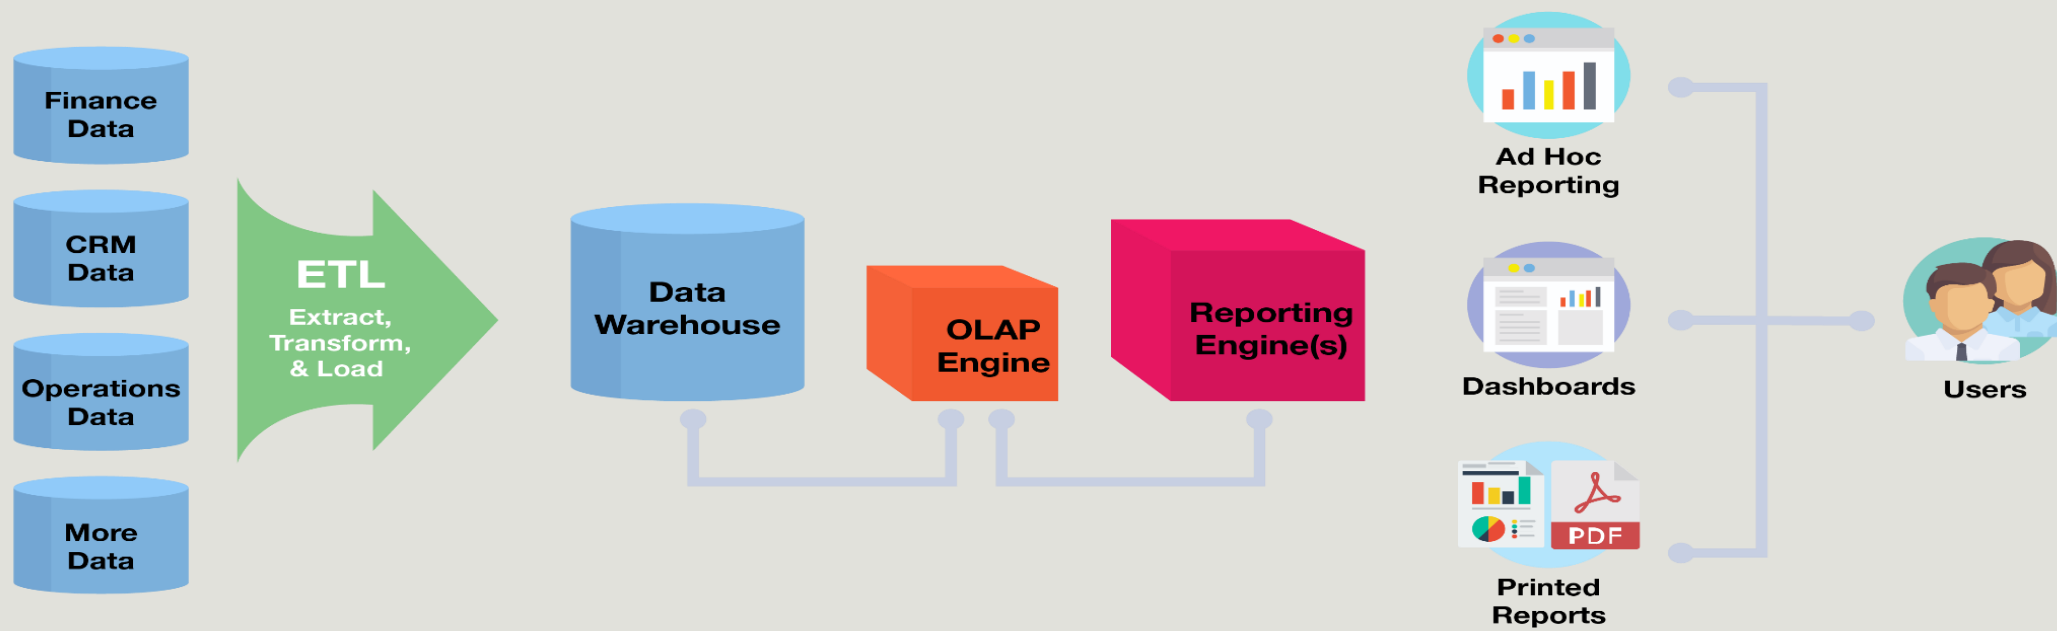 Finance
Data
CRM
Data
Operations
Data
More
Data
ETL
Extract,
Transform,
& Load
Data
Warehouse
OLAP
Engine
Reporting
Engine(s)
Ad Hoc
Reporting
Dashboards
PDF
Printed
Reports
Users